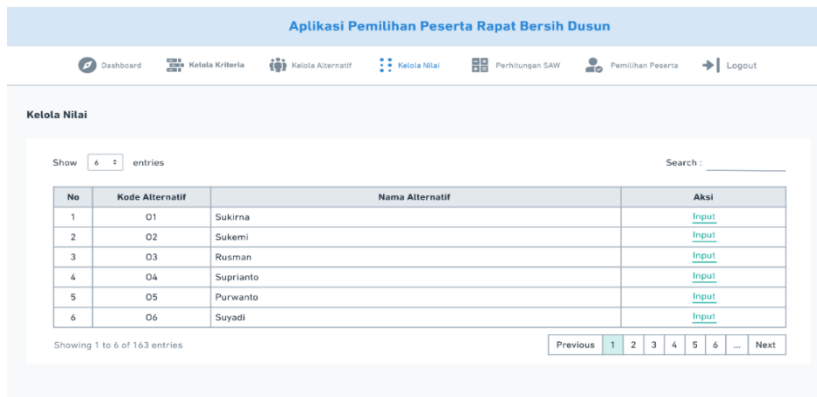 Aplikasi Pemilihan Peserta Rapat Bersih Dusun
Dashboard Kelola Kriteria Kelola Alternatif Kelola Nilai Perhitungan SAW Pemilihan Peserta Logout
Kelola Nilai
Show 6 entries Search :
No Kode Alternatif Nama Alternatif Aksi
1 O1 Sukirna Input
2 O2 Sukemi Input
3 O3 Rusman Input
4 O4 Suprianto Input
5 O5 Purwanto Input
6 O6 Suyadi Input
Showing 1 to 6 of 163 entries Previous 1 2 3 4 5 6 ... Next